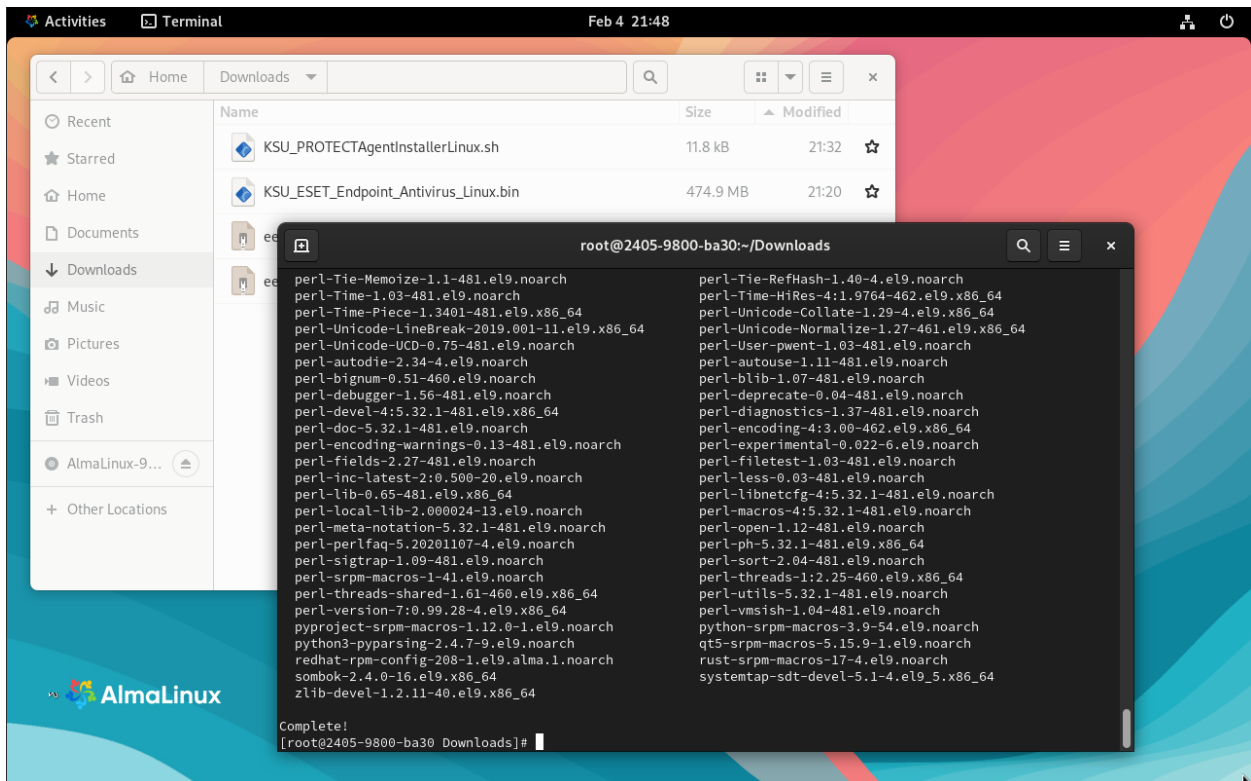 Activities Terminal Feb 4 21:48
Home Downloads
Name Size Modified
Recent
Starred
Home
Documents
Downloads
Music
Pictures
Videos
Trash
AlmaLinux-9...
+ Other Locations
KSU_PROTECTAgentInstallerLinux.sh 11.8 kB 21:32
KSU_ESET_Endpoint_Antivirus_Linux.bin 474.9 MB 21:20
ee
ee
root@2405-9800-ba30:~/Downloads
perl-Tie-Memoize-1.1-481.el9.noarch perl-Tie-RefHash-1.40-4.el9.noarch
perl-Time-1.03-481.el9.noarch perl-Time-HiRes-4:1.9764-462.el9.x86_64
perl-Time-Piece-1.3401-481.el9.x86_64 perl-Unicode-Collate-1.29-4.el9.x86_64
perl-Unicode-LineBreak-2019.001-11.el9.x86_64 perl-Unicode-Normalize-1.27-461.el9.x86_64
perl-Unicode-UCD-0.75-481.el9.noarch perl-User-pwent-1.03-481.el9.noarch
perl-autodie-2.34-4.el9.noarch perl-autouse-1.11-481.el9.noarch
perl-bignum-0.51-460.el9.noarch perl-blib-1.07-481.el9.noarch
perl-debugger-1.56-481.el9.noarch perl-deprecate-0.04-481.el9.noarch
perl-devel-4:5.32.1-481.el9.x86_64 perl-diagnostics-1.37-481.el9.noarch
perl-doc-5.32.1-481.el9.noarch perl-encoding-4:3.00-462.el9.x86_64
perl-encoding-warnings-0.13-481.el9.noarch perl-experimental-0.022-6.el9.noarch
perl-fields-2.27-481.el9.noarch perl-filetest-1.03-481.el9.noarch
perl-inc-latest-2:0.500-20.el9.noarch perl-less-0.03-481.el9.noarch
perl-lib-0.65-481.el9.x86_64 perl-libnetcfg-4:5.32.1-481.el9.noarch
perl-local-lib-2.000024-13.el9.noarch perl-macros-4:5.32.1-481.el9.noarch
perl-meta-notation-5.32.1-481.el9.noarch perl-open-1.12-481.el9.noarch
perl-perlfaq-5.20201107-4.el9.noarch perl-ph-5.32.1-481.el9.x86_64
perl-sigtrap-1.09-481.el9.noarch perl-sort-2.04-481.el9.noarch
perl-srpm-macros-1-41.el9.noarch perl-threads-1:2.25-460.el9.x86_64
perl-threads-shared-1.61-460.el9.x86_64 perl-utils-5.32.1-481.el9.noarch
perl-version-7:0.99.28-4.el9.x86_64 perl-vmsish-1.04-481.el9.noarch
pyproject-srpm-macros-1.12.0-1.el9.noarch python-srpm-macros-3.9-54.el9.noarch
python3-pyparsing-2.4.7-9.el9.noarch qt5-srpm-macros-5.15.9-1.el9.noarch
redhat-rpm-config-208-1.el9.alma.1.noarch rust-srpm-macros-17-4.el9.noarch
sombok-2.4.0-16.el9.x86_64 systemtap-sdt-devel-5.1-4.el9_5.x86_64
zlib-devel-1.2.11-40.el9.x86_64
Complete!
[root@2405-9800-ba30 Downloads]#
AlmaLinux